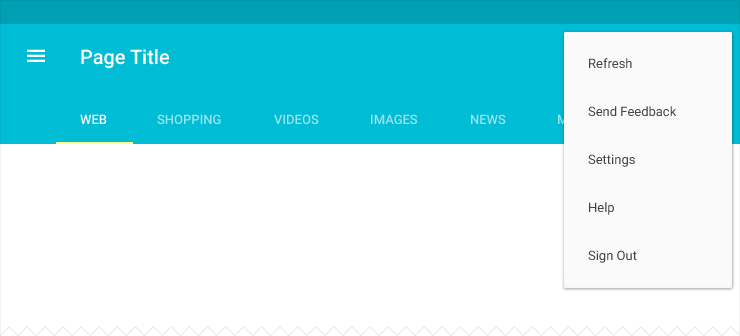 Page Title
WEB SHOPPING VIDEOS IMAGES NEWS
Refresh
Send Feedback
Settings
Help
Sign Out